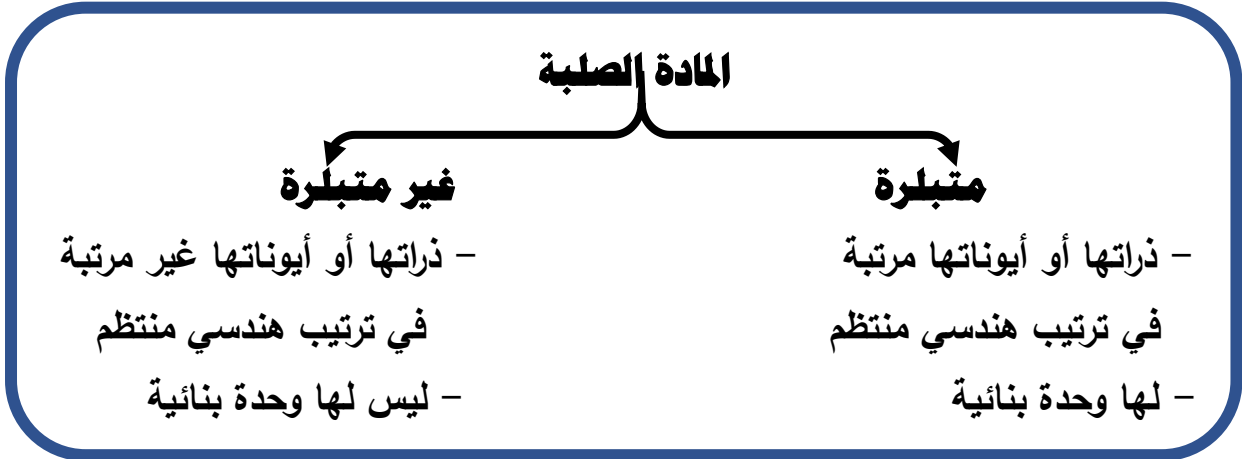 المادة الصلبة
متبلرة
- ذراتها أو أيوناتها مرتبة
في ترتيب هندسي منتظم
- لها وحدة بنائية
غير متبلرة
- ذراتها أو أيوناتها غير مرتبة
في ترتيب هندسي منتظم
- ليس لها وحدة بنائية